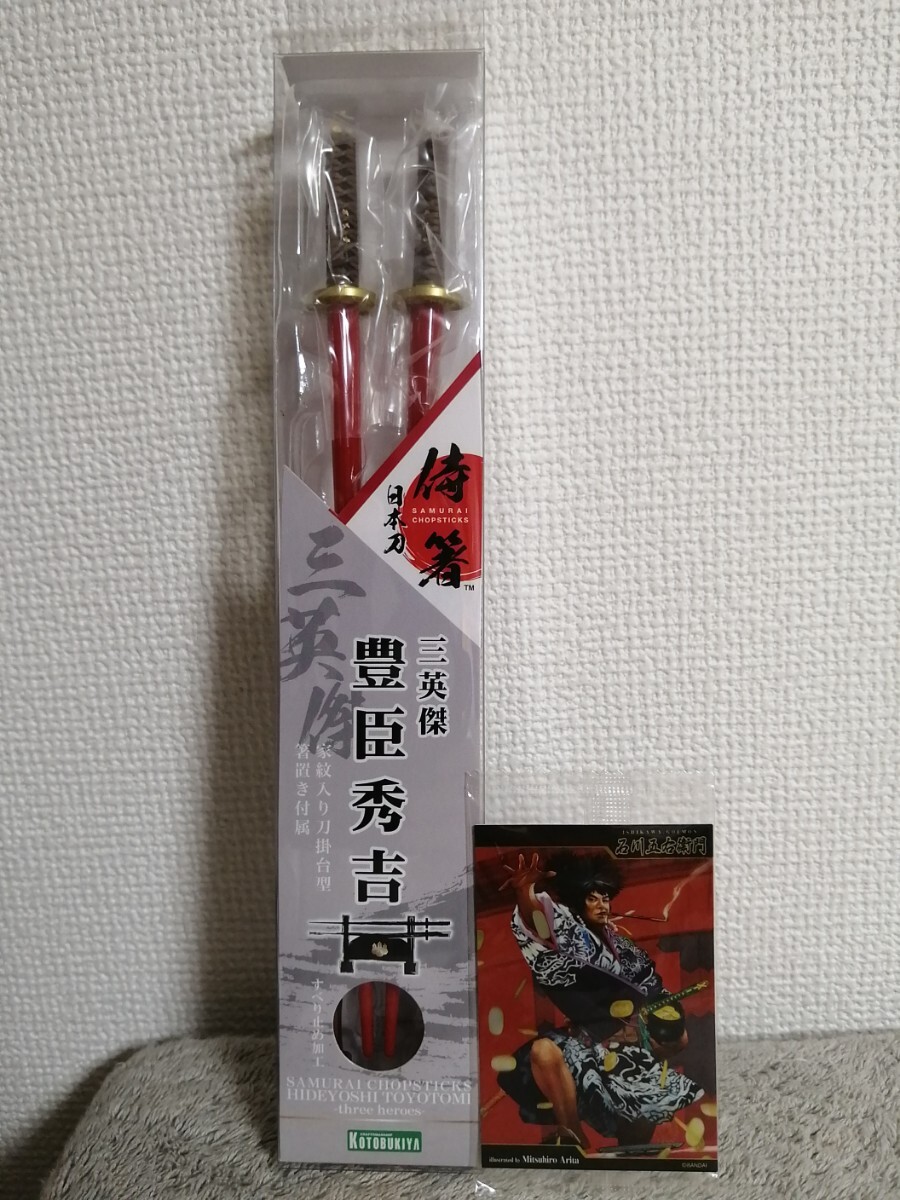 侍箸
SAMURAI
CHOPSTICKS
TM
日本刀
三英傑
三英傑
豊臣秀吉
家紋入り刀掛台型
箸置き付属
すべり止め加工
SAMURAI CHOPSTICKS
HIDEYOSHI TOYOTOMI
-three heroes-
KOTOBUKIYA
ISHIKAWA GOEMON
石川五右衛門
illustrated by Mitsuhiro Arita
©BANDAI